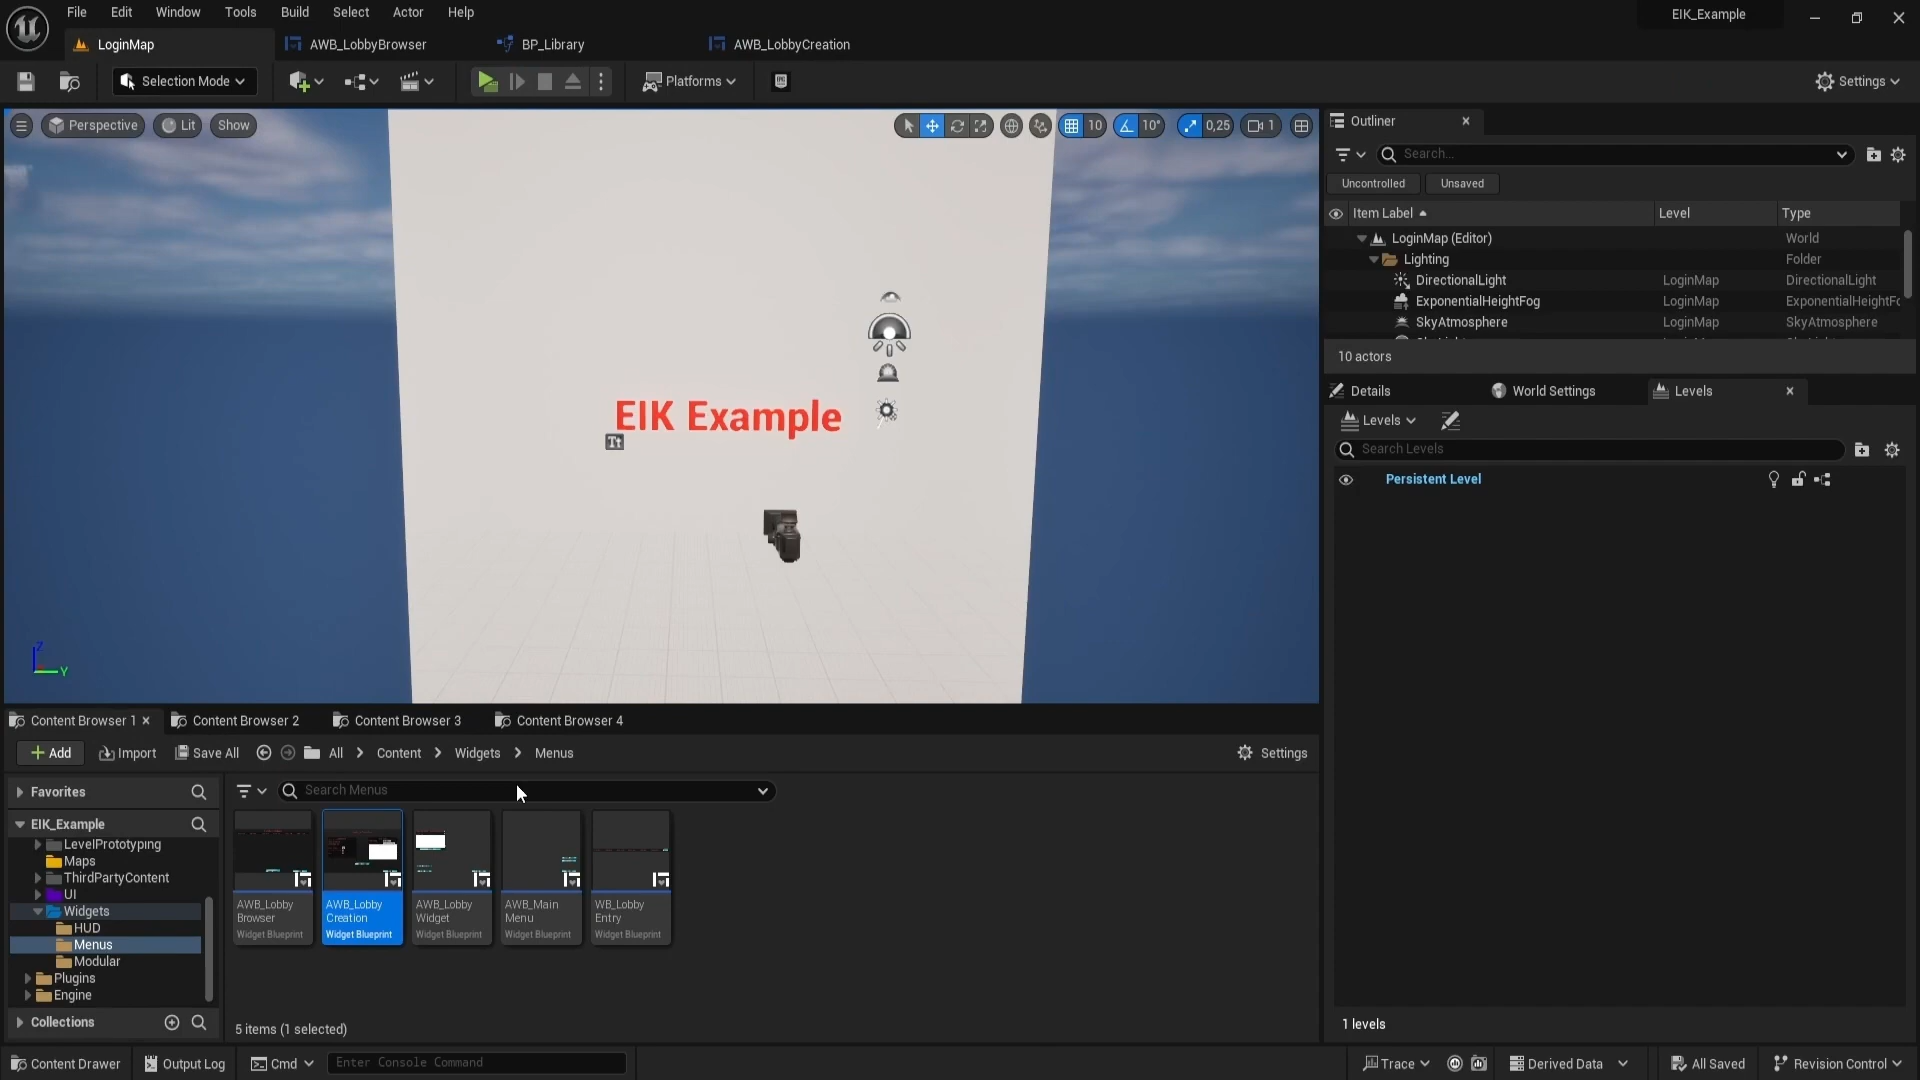 File Edit Window Tools Build Select Actor Help
EIK_Example
LoginMap
AWB_LobbyBrowser
BP_Library
AWB_LobbyCreation
Selection Mode
Platforms
Settings
Perspective
Lit
Show
10
10°
0,25
1
EIK Example
Tt
Z
Y
Outliner
Search...
Uncontrolled
Unsaved
Item Label Level Type
LoginMap (Editor) World
Lighting Folder
DirectionalLight LoginMap DirectionalLight
ExponentialHeightFog LoginMap ExponentialHeightFo
SkyAtmosphere LoginMap SkyAtmosphere
10 actors
Details
World Settings
Levels
Levels
Search Levels
Persistent Level
1 levels
Content Browser 1
Content Browser 2
Content Browser 3
Content Browser 4
Add
Import
Save All
All
Content
Widgets
Menus
Settings
Favorites
EIK_Example
LevelPrototyping
Maps
ThirdPartyContent
UI
Widgets
HUD
Menus
Modular
Plugins
Engine
Collections
Search Menus
AWB_Lobby
Browser
Widget Blueprint
AWB_Lobby
Creation
Widget Blueprint
AWB_Lobby
Widget
Widget Blueprint
AWB_Main
Menu
Widget Blueprint
WB_Lobby
Entry
Widget Blueprint
5 items (1 selected)
Content Drawer
Output Log
Cmd
Enter Console Command
Trace
Derived Data
All Saved
Revision Control